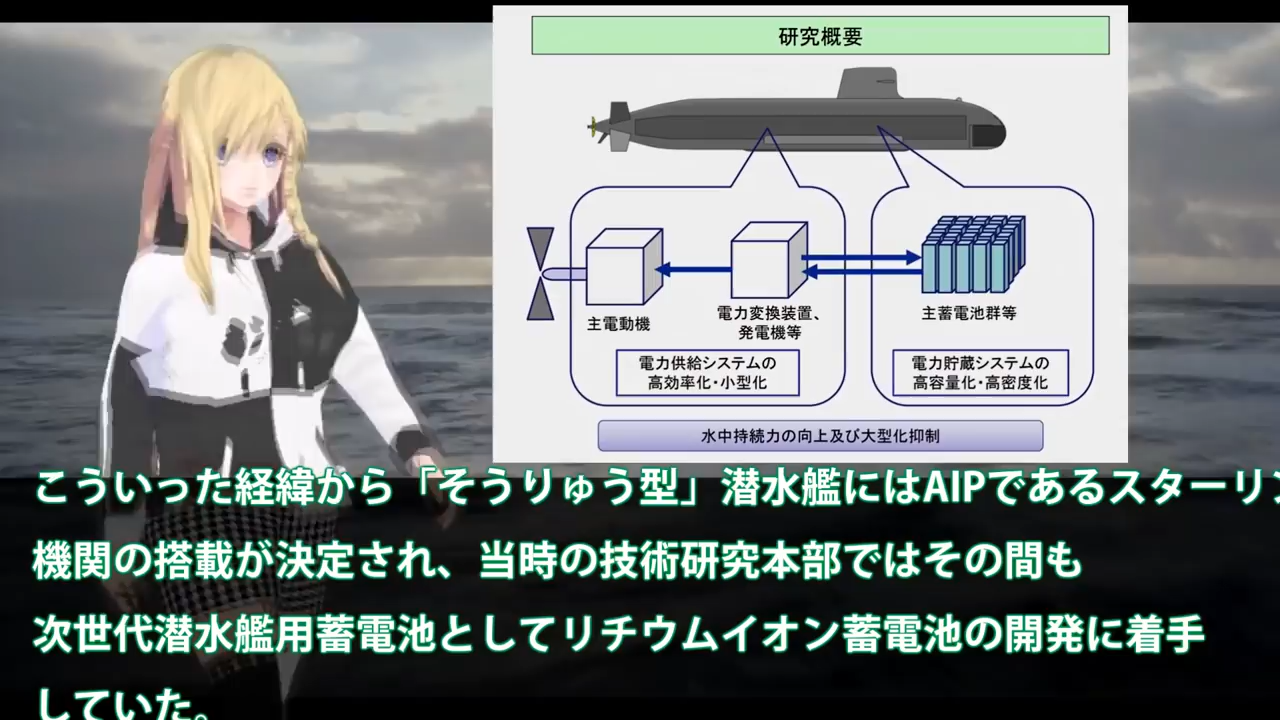 研究概要
主電動機
電力変換装置、
発電機等
主蓄電池群等
電力供給システムの
高効率化・小型化
電力貯蔵システムの
高容量化・高密度化
水中持続力の向上及び大型化抑制
こういった経緯から「そうりゅう型」潜水艦にはAIPであるスターリン
機関の搭載が決定され、当時の技術研究本部ではその間も
次世代潜水艦用蓄電池としてリチウムイオン蓄電池の開発に着手
していた。